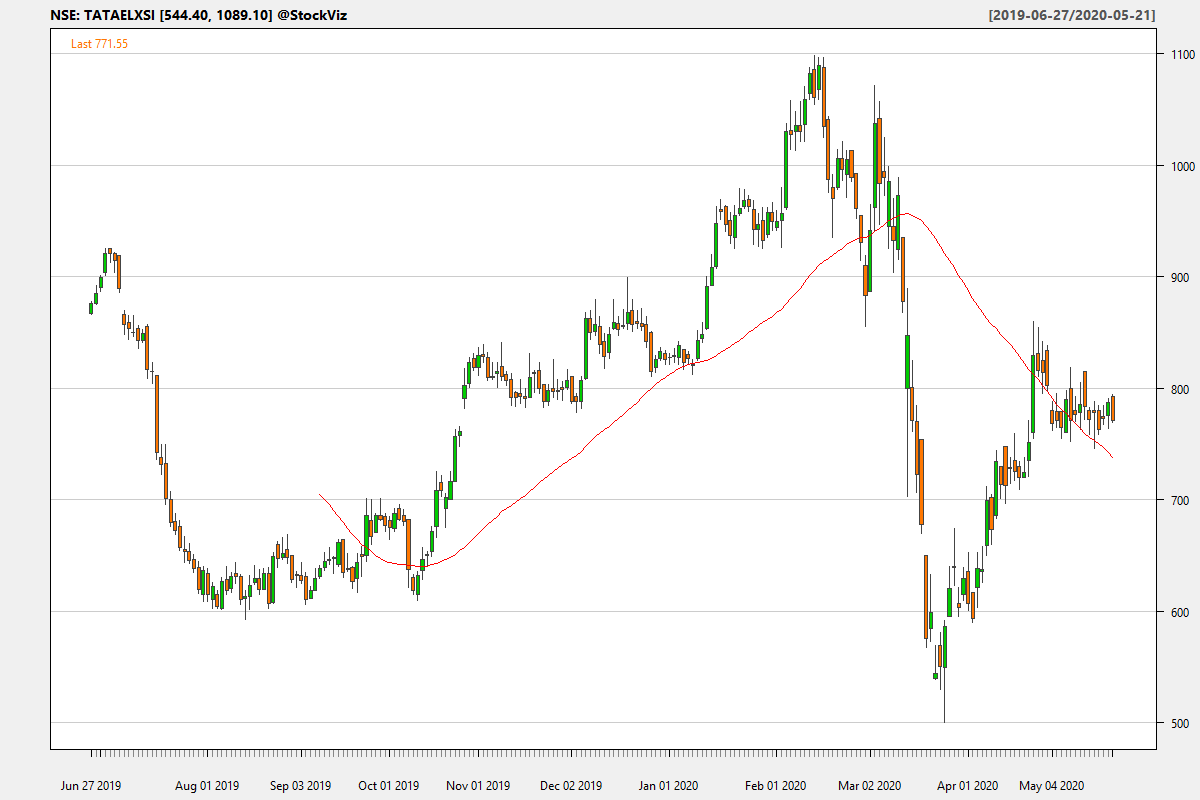 NSE: TATAELXSI [544.40, 1089.10] @StockViz
[2019-06-27/2020-05-21]
Last 771.55
1100
1000
900
800
700
600
500
Jun 27 2019
Aug 01 2019
Sep 03 2019
Oct 01 2019
Nov 01 2019
Dec 02 2019
Jan 01 2020
Feb 01 2020
Mar 02 2020
Apr 01 2020
May 04 2020